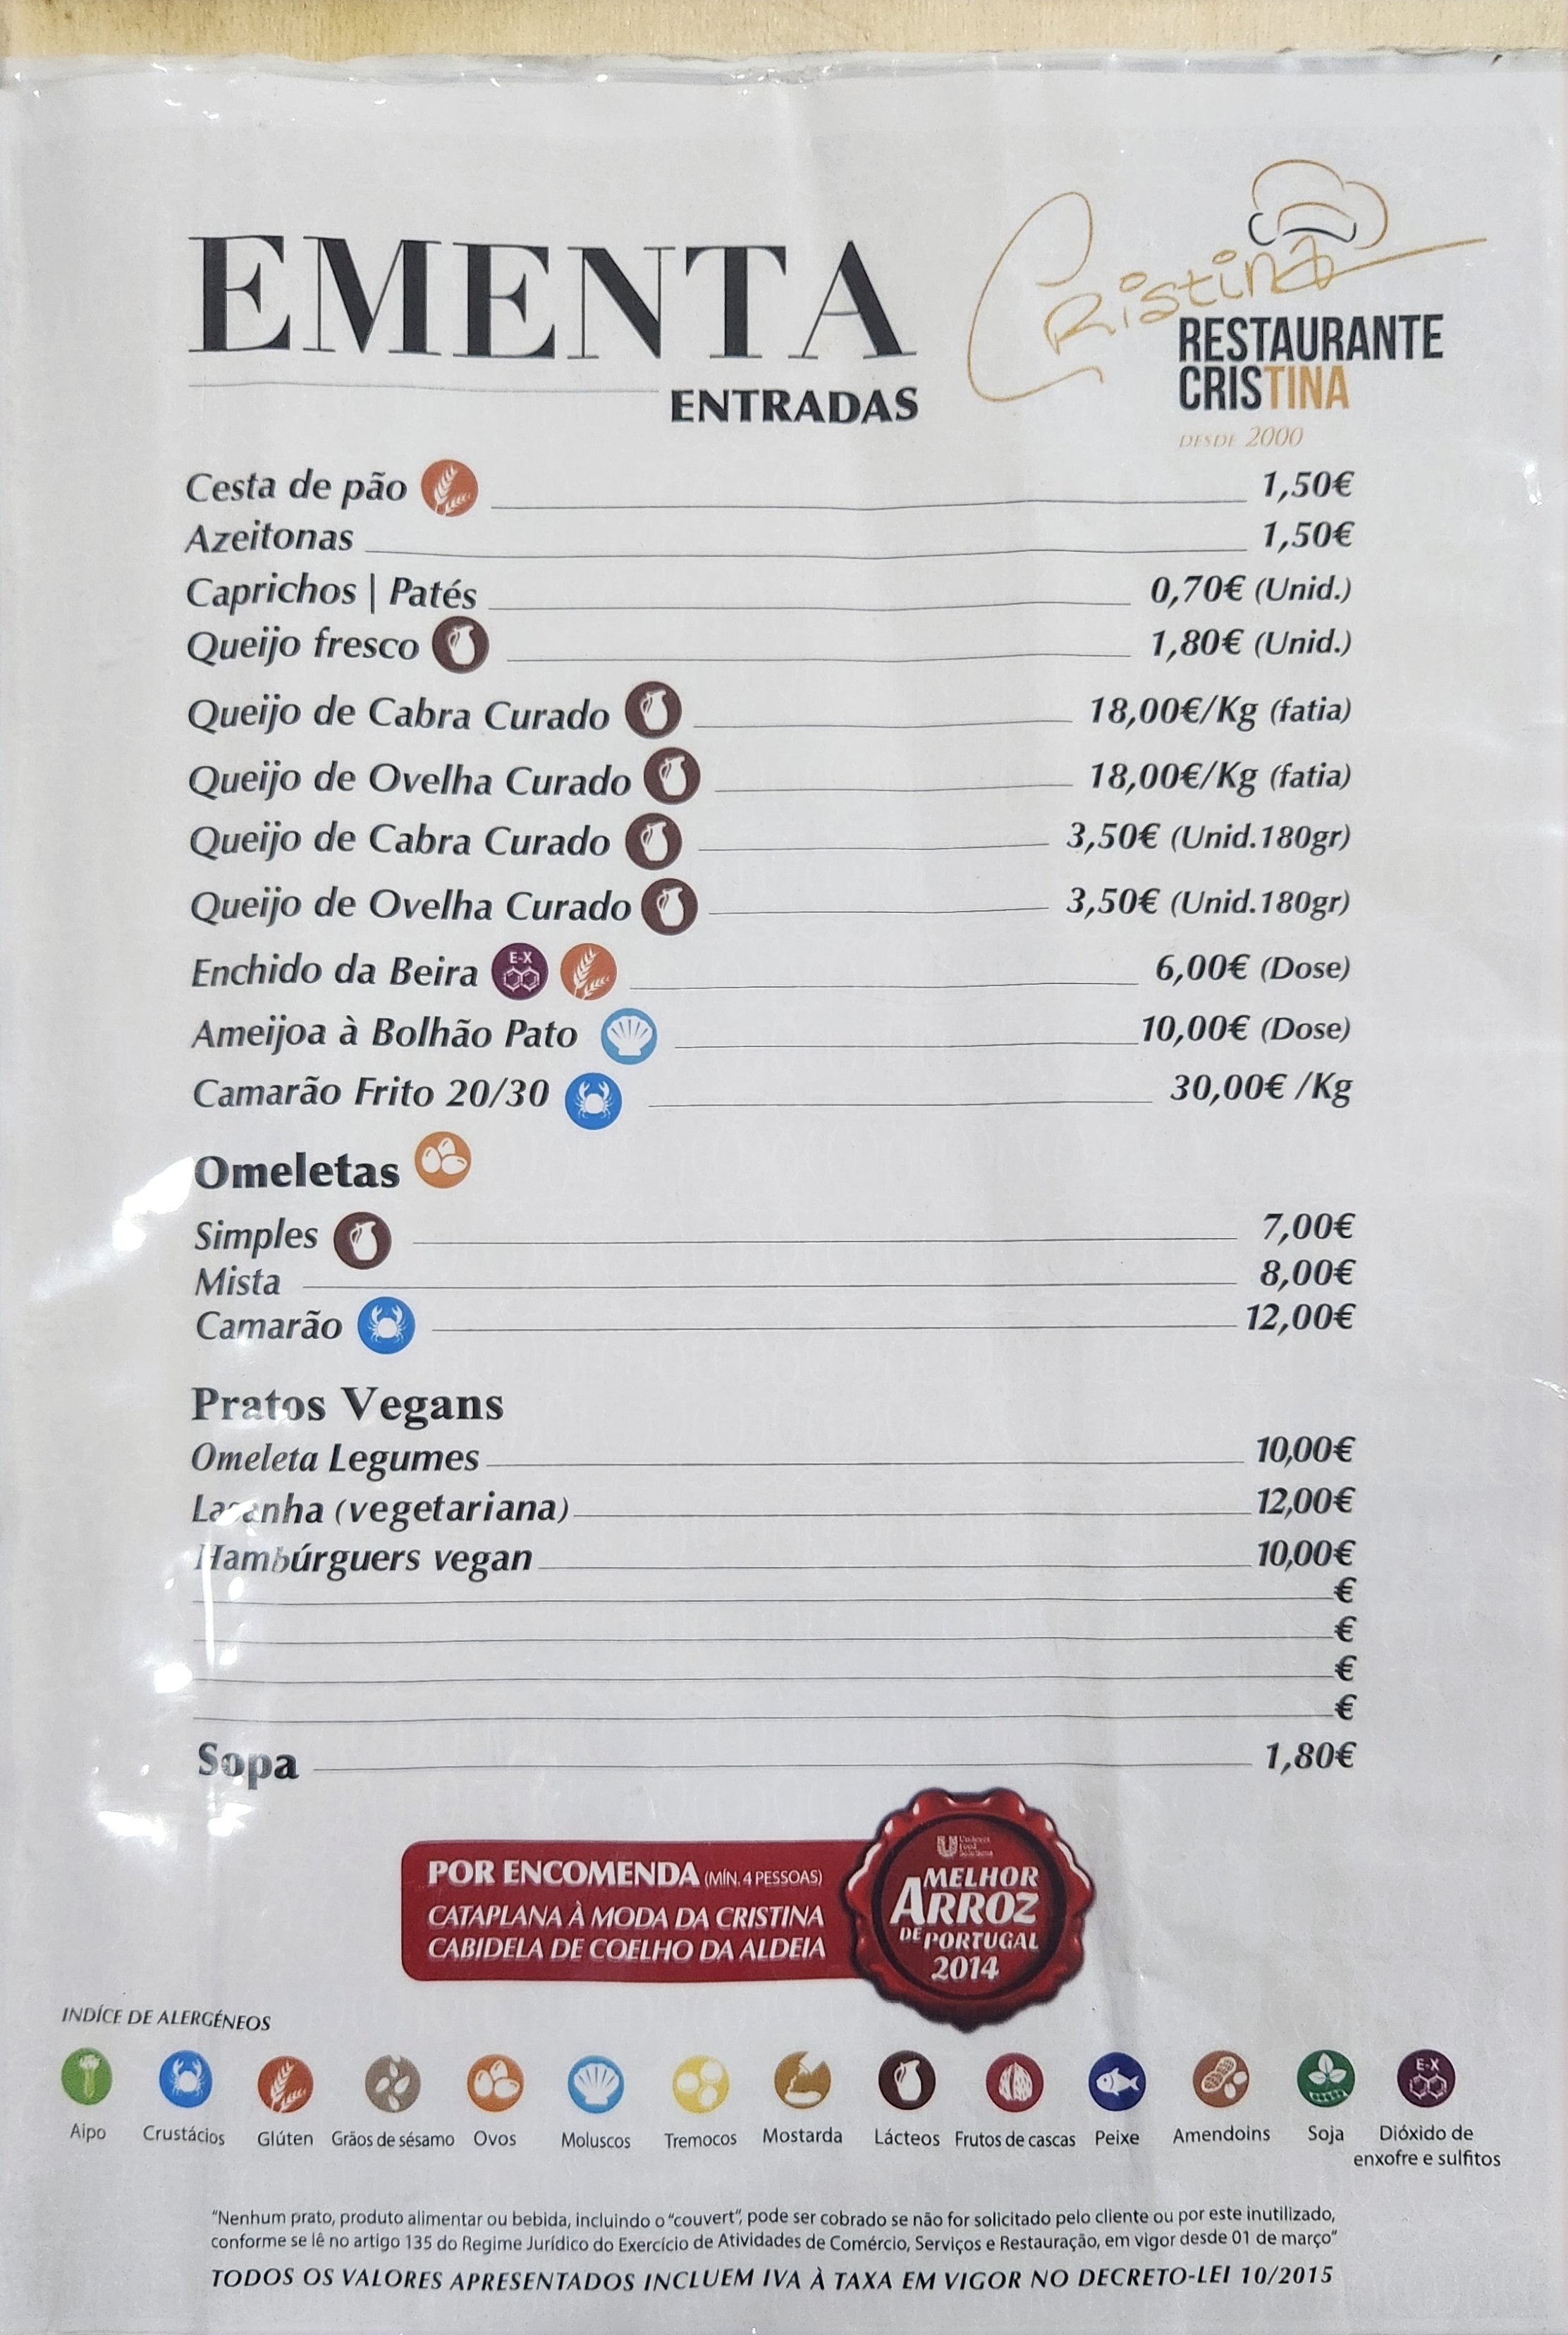 EMENTA
ENTRADAS
Cristina
RESTAURANTE
CRISTINA
DESDE 2000
Cesta de pão 1,50€
Azeitonas 1,50€
Caprichos | Patés 0,70€ (Unid.)
Queijo fresco 1,80€ (Unid.)
Queijo de Cabra Curado 18,00€/Kg (fatia)
Queijo de Ovelha Curado 18,00€/Kg (fatia)
Queijo de Cabra Curado 3,50€ (Unid.180gr)
Queijo de Ovelha Curado 3,50€ (Unid.180gr)
Enchido da Beira E-X 6,00€ (Dose)
Ameijoa à Bolhão Pato 10,00€ (Dose)
Camarão Frito 20/30 30,00€ /Kg
Omeletas
Simples 7,00€
Mista 8,00€
Camarão 12,00€
Pratos Vegans
Omeleta Legumes 10,00€
Lasanha (vegetariana) 12,00€
Hambúrguers vegan 10,00€
€
€
€
€
Sopa 1,80€
POR ENCOMENDA (MÍN. 4 PESSOAS)
CATAPLANA À MODA DA CRISTINA
CABIDELA DE COELHO DA ALDEIA
Unilever
Food
Solutions
MELHOR
ARROZ
DE PORTUGAL
2014
INDÍCE DE ALERGÉNEOS
E-X
Aipo Crustácios Glúten Grãos de sésamo Ovos Moluscos Tremocos Mostarda Lácteos Frutos de cascas Peixe Amendoins Soja Dióxido de
enxofre e sulfitos
“Nenhum prato, produto alimentar ou bebida, incluindo o “couvert”, pode ser cobrado se não for solicitado pelo cliente ou por este inutilizado,
conforme se lê no artigo 135 do Regime Jurídico do Exercício de Atividades de Comércio, Serviços e Restauração, em vigor desde 01 de março”
TODOS OS VALORES APRESENTADOS INCLUEM IVA À TAXA EM VIGOR NO DECRETO-LEI 10/2015